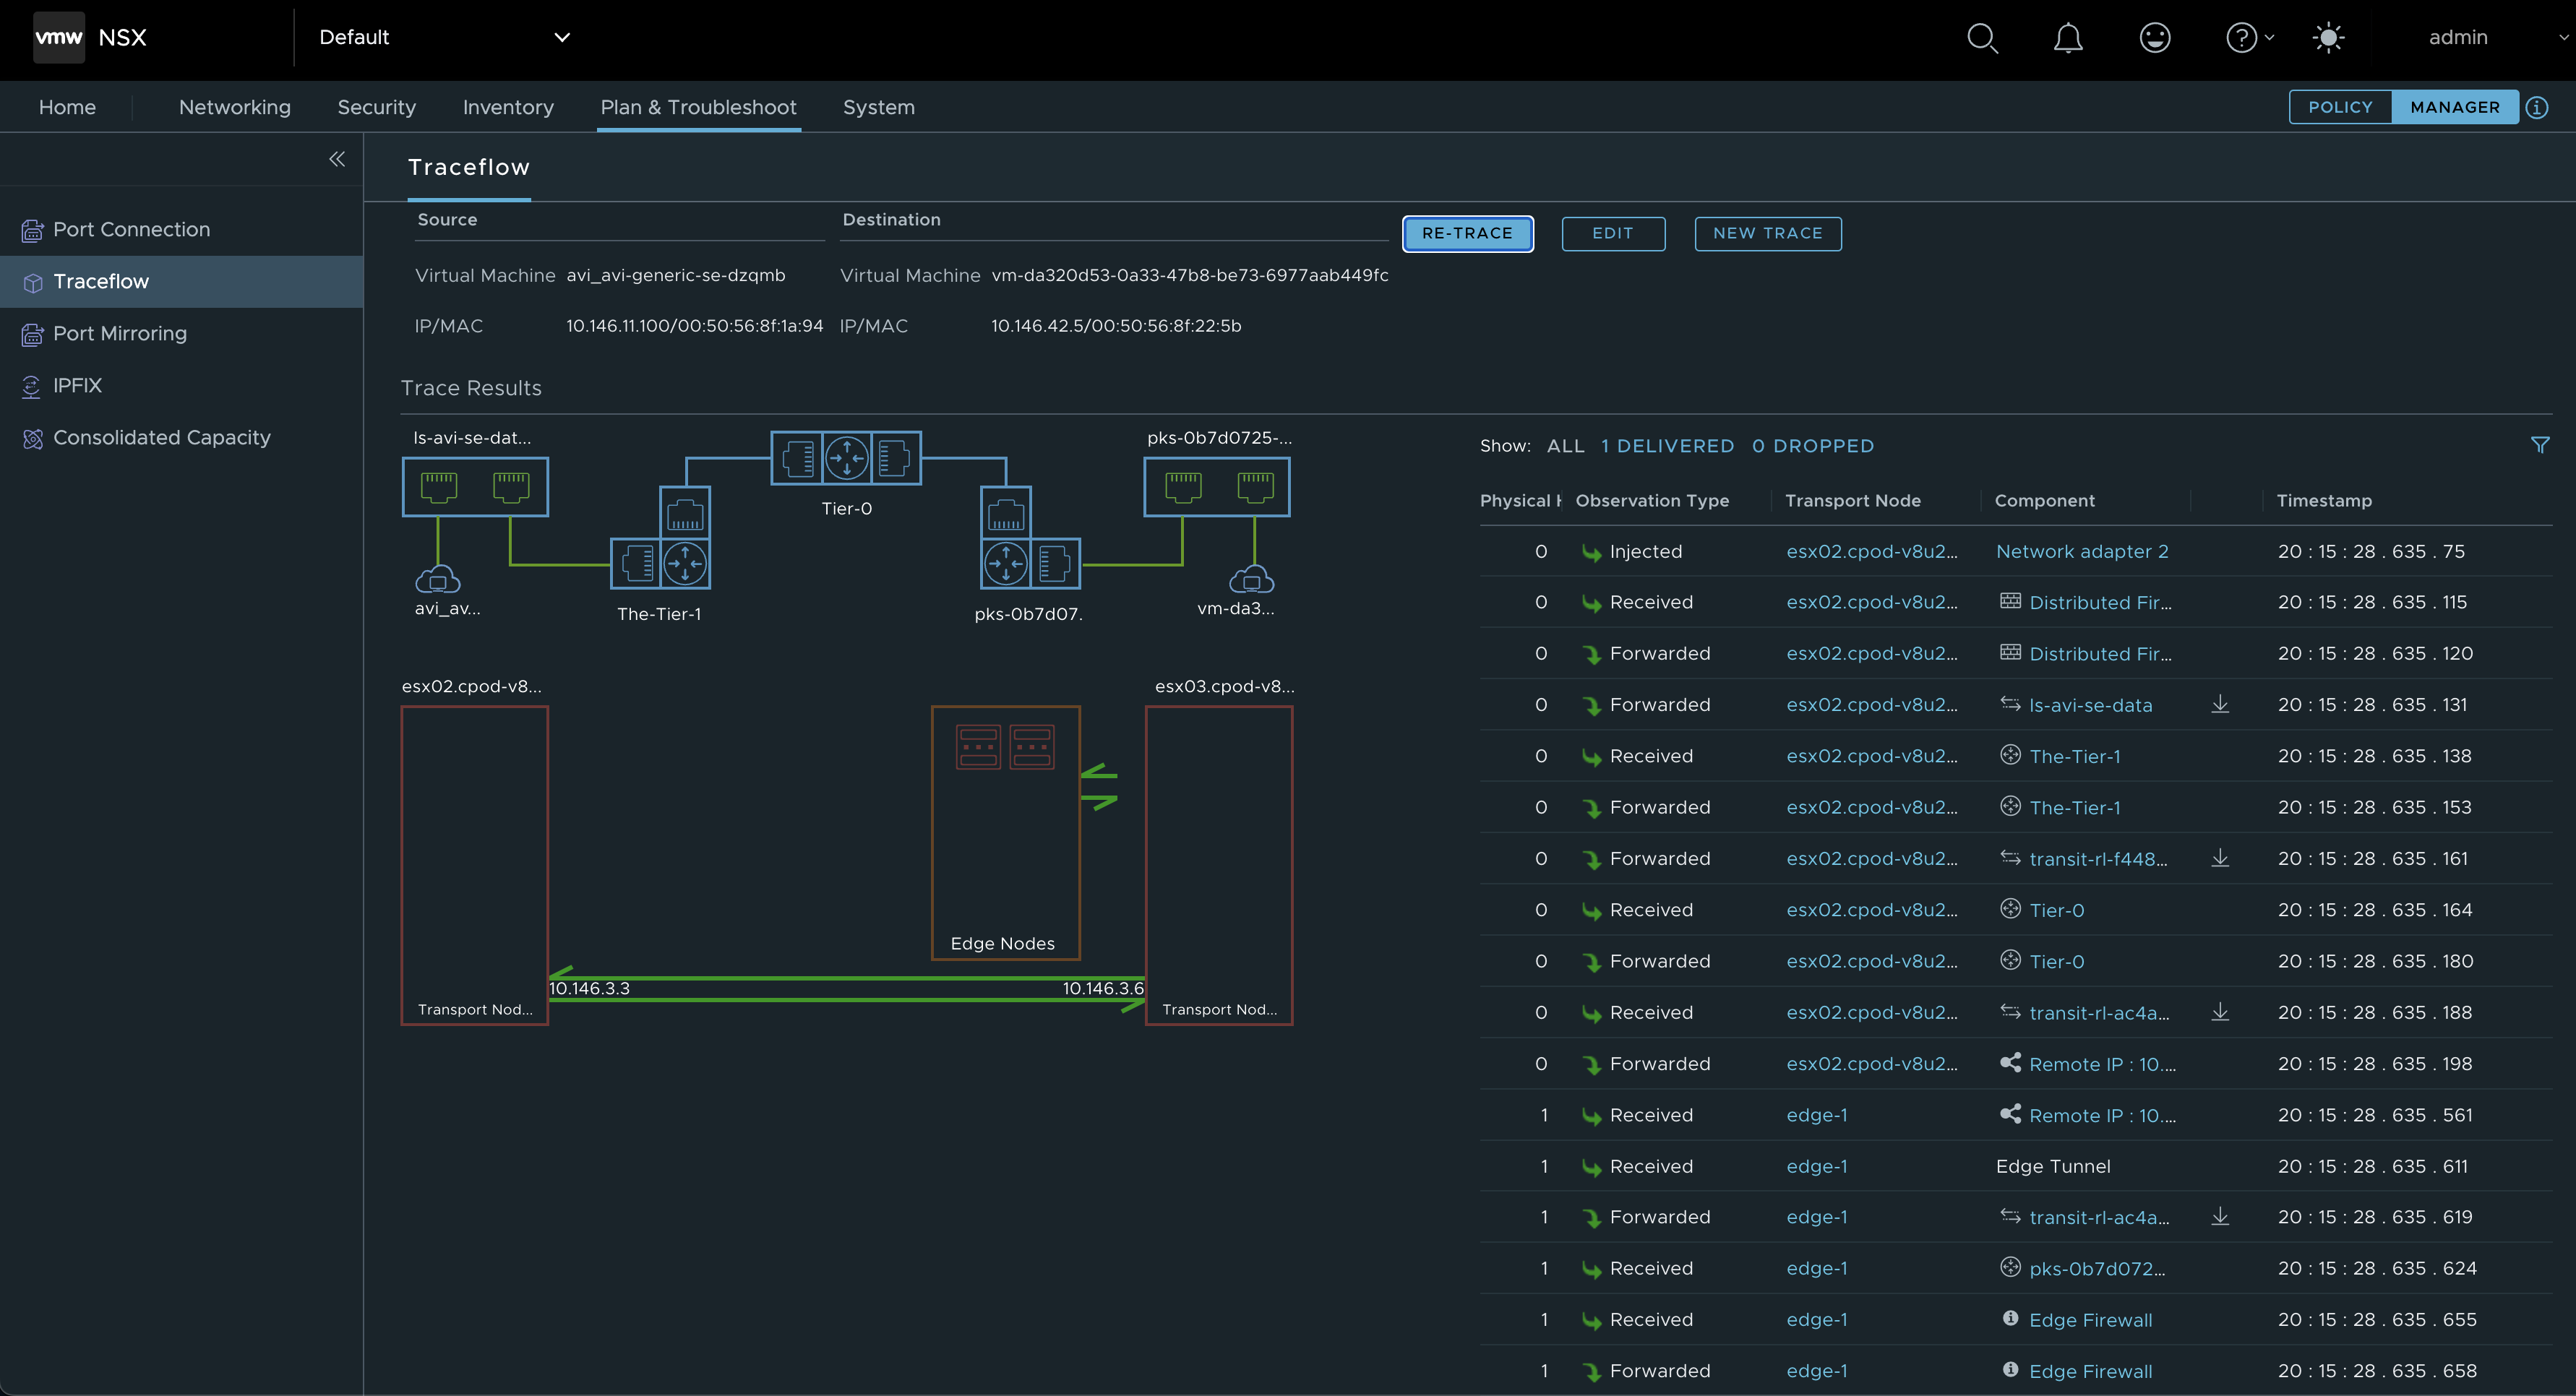 vmw NSX Default ? admin
Home Networking Security Inventory Plan & Troubleshoot System POLICY MANAGER
Port Connection
Traceflow
Port Mirroring
IPFIX
Consolidated Capacity
Traceflow
Source Destination RE-TRACE EDIT NEW TRACE
Virtual Machine avi_avi-generic-se-dzqmb Virtual Machine vm-da320d53-0a33-47b8-be73-6977aab449fc
IP/MAC 10.146.11.100/00:50:56:8f:1a:94 IP/MAC 10.146.42.5/00:50:56:8f:22:5b
Trace Results
ls-avi-se-dat... pks-0b7d0725-...
Tier-0
avi_av... The-Tier-1 pks-0b7d07. vm-da3...
esx02.cpod-v8... esx03.cpod-v8...
Edge Nodes
10.146.3.3 10.146.3.6
Transport Nod... Transport Nod...
Show: ALL 1 DELIVERED 0 DROPPED
Physical H Observation Type Transport Node Component Timestamp
0 Injected esx02.cpod-v8u2... Network adapter 2 20 : 15 : 28 . 635 . 75
0 Received esx02.cpod-v8u2... Distributed Fir... 20 : 15 : 28 . 635 . 115
0 Forwarded esx02.cpod-v8u2... Distributed Fir... 20 : 15 : 28 . 635 . 120
0 Forwarded esx02.cpod-v8u2... ls-avi-se-data 20 : 15 : 28 . 635 . 131
0 Received esx02.cpod-v8u2... The-Tier-1 20 : 15 : 28 . 635 . 138
0 Forwarded esx02.cpod-v8u2... The-Tier-1 20 : 15 : 28 . 635 . 153
0 Forwarded esx02.cpod-v8u2... transit-rl-f448... 20 : 15 : 28 . 635 . 161
0 Received esx02.cpod-v8u2... Tier-0 20 : 15 : 28 . 635 . 164
0 Forwarded esx02.cpod-v8u2... Tier-0 20 : 15 : 28 . 635 . 180
0 Received esx02.cpod-v8u2... transit-rl-ac4a... 20 : 15 : 28 . 635 . 188
0 Forwarded esx02.cpod-v8u2... Remote IP : 10.... 20 : 15 : 28 . 635 . 198
1 Received edge-1 Remote IP : 10.... 20 : 15 : 28 . 635 . 561
1 Received edge-1 Edge Tunnel 20 : 15 : 28 . 635 . 611
1 Forwarded edge-1 transit-rl-ac4a... 20 : 15 : 28 . 635 . 619
1 Received edge-1 pks-0b7d072... 20 : 15 : 28 . 635 . 624
1 Received edge-1 Edge Firewall 20 : 15 : 28 . 635 . 655
1 Forwarded edge-1 Edge Firewall 20 : 15 : 28 . 635 . 658